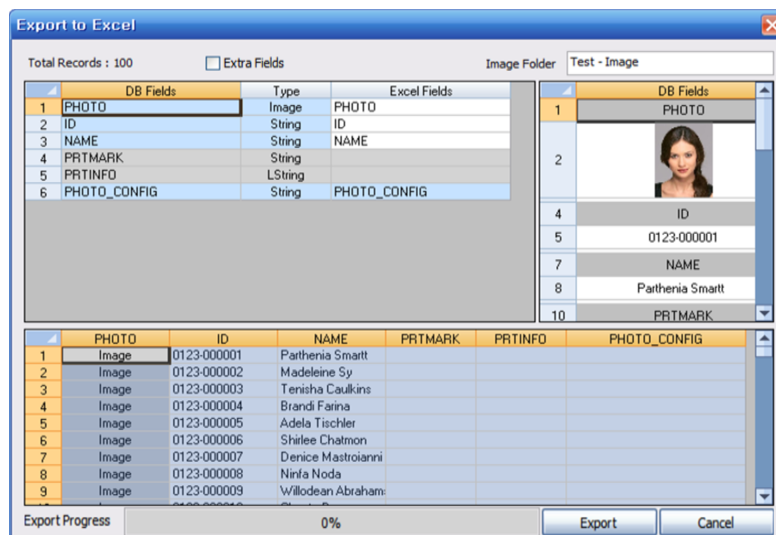 Export to Excel
Total Records : 100 Extra Fields Image Folder Test - Image
DB Fields Type Excel Fields
1 PHOTO Image PHOTO
2 ID String ID
3 NAME String NAME
4 PRTMARK String
5 PRTINFO LString
6 PHOTO_CONFIG String PHOTO_CONFIG
DB Fields
1 PHOTO
2
4 ID
5 0123-000001
7 NAME
8 Parthenia Smartt
10 PRTMARK
PHOTO ID NAME PRTMARK PRTINFO PHOTO_CONFIG
1 Image 0123-000001 Parthenia Smartt
2 Image 0123-000002 Madeleine Sy
3 Image 0123-000003 Tenisha Caulkins
4 Image 0123-000004 Brandi Farina
5 Image 0123-000005 Adela Tischler
6 Image 0123-000006 Shirlee Chatmon
7 Image 0123-000007 Denice Mastroianni
8 Image 0123-000008 Ninfa Noda
9 Image 0123-000009 Willodean Abraham
Export Progress 0% Export Cancel